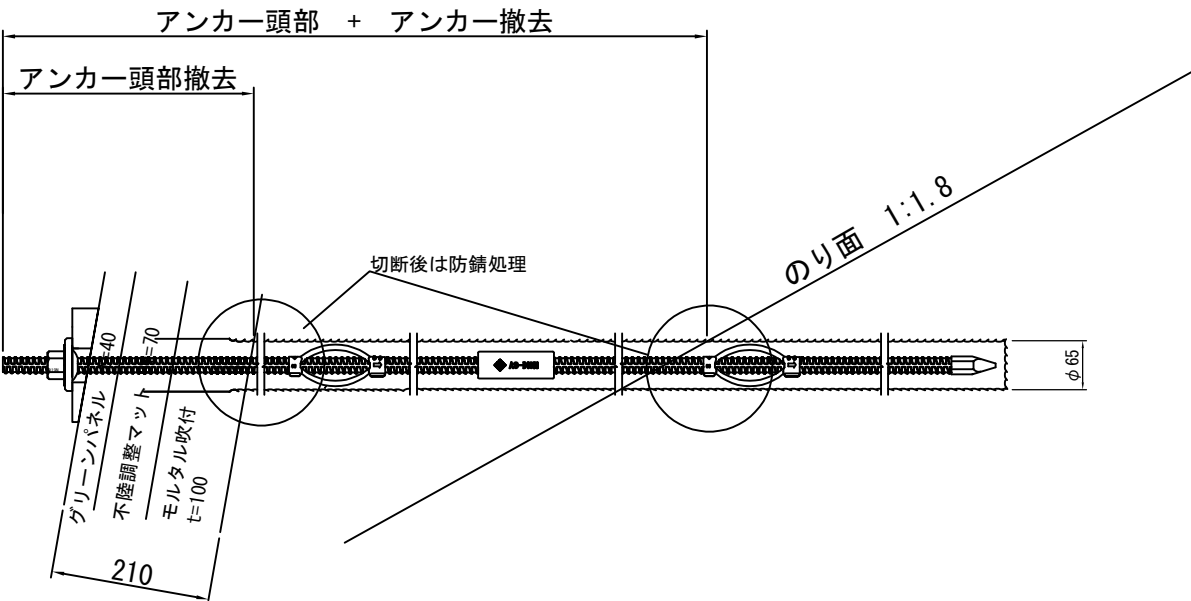 アンカー頭部 + アンカー撤去
アンカー頭部撤去
のり面 1:1.8
切断後は防錆処理
φ65
グリーンパネル =40
不陸調整マット =70
モルタル吹付
t=100
210